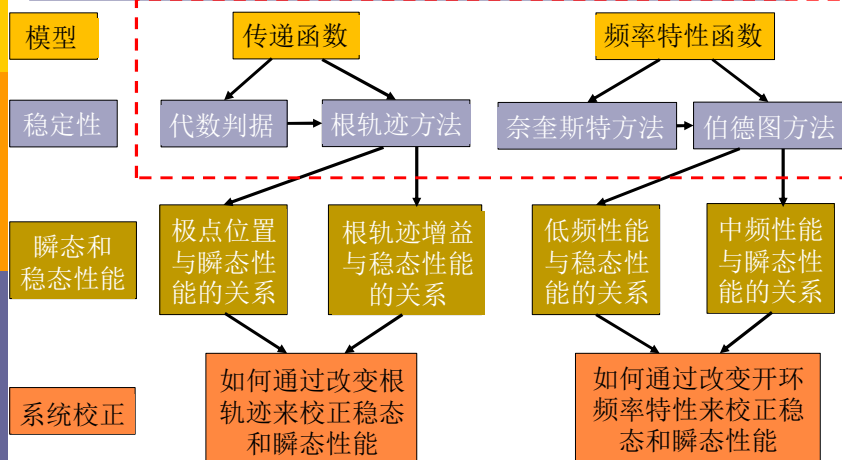 模型
传递函数
频率特性函数
稳定性
代数判据
根轨迹方法
奈奎斯特方法
伯德图方法
瞬态和
稳态性能
极点位置
与瞬态性
能的关系
根轨迹增益
与稳态性能
的关系
低频性能
与稳态性
能的关系
中频性能
与瞬态性
能的关系
系统校正
如何通过改变根
轨迹来校正稳态
和瞬态性能
如何通过改变开环
频率特性来校正稳
态和瞬态性能